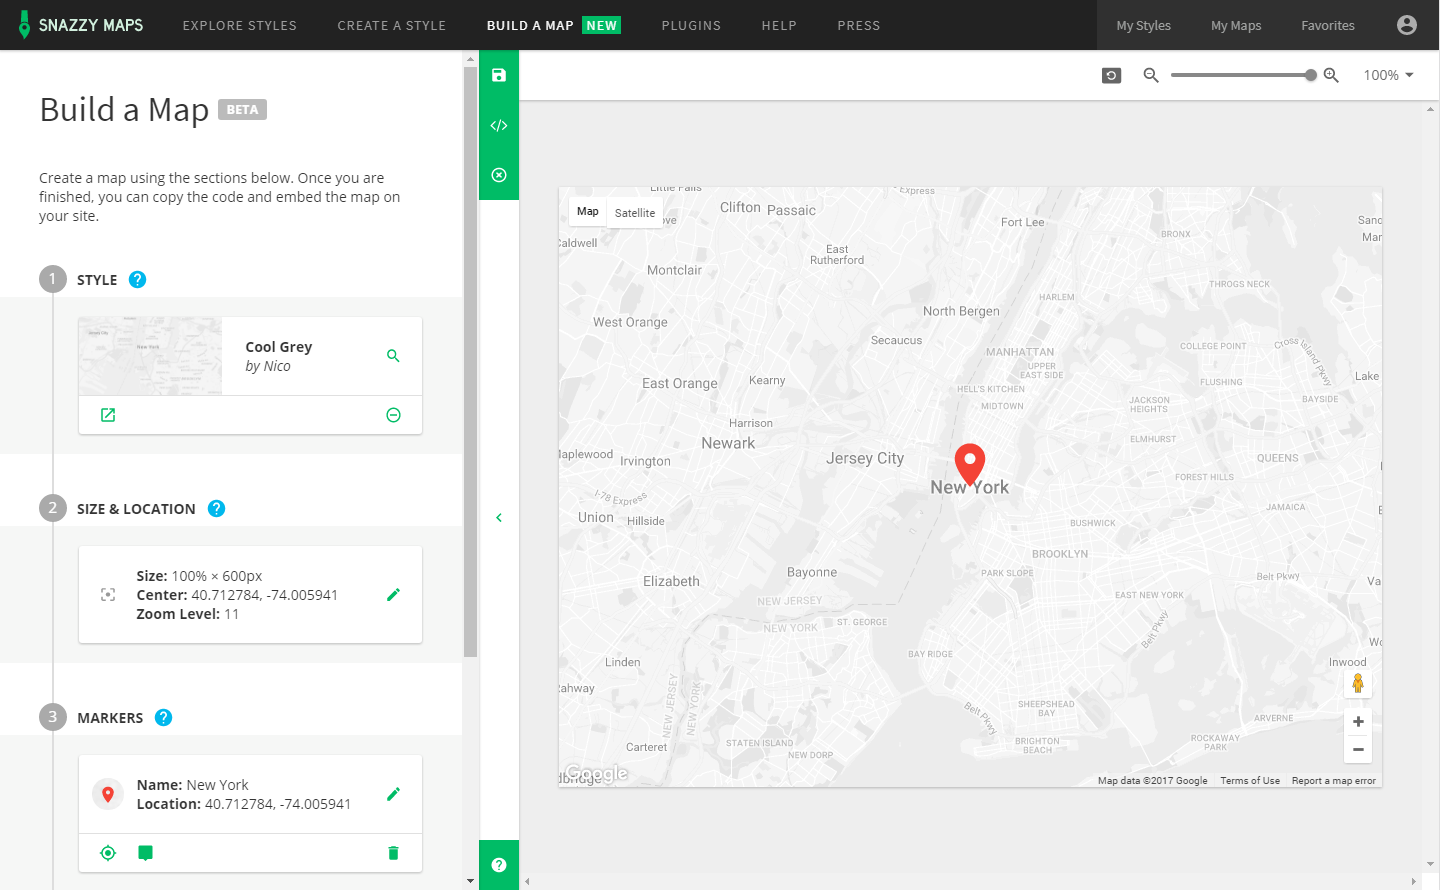 SNAZZY MAPS
EXPLORE STYLES
CREATE A STYLE
BUILD A MAP NEW
PLUGINS
HELP
PRESS
My Styles
My Maps
Favorites
Build a Map BETA
Create a map using the sections below. Once you are
finished, you can copy the code and embed the map on
your site.
1 STYLE ?
New York
Cool Grey
by Nico
2 SIZE & LOCATION ?
Size: 100% × 600px
Center: 40.712784, -74.005941
Zoom Level: 11
3 MARKERS ?
Name: New York
Location: 40.712784, -74.005941
</>
?
100%
Map
Satellite
Little Falls
Express
Clifton
Passaic
ove
Fort Lee
Sand
Mar
BRONX
Caldwell
East
Rutherford
Montclair
THROGS NECK
HARLEM
North Bergen
West Orange
Secaucus
COLLEGE POINT
Cross Island Pkwy
MANHATTAN
UPPER
EAST SIDE
Lake
East Orange
Kearny
FLUSHING
HELL'S KITCHEN
BAYSIDE
MIDTOWN
JACKSON
HEIGHTS
Harrison
Newark
ELMHURST
Maplewood
Irvington
Jersey City
QUEENS
FOREST HILLS
New York
I-78 Express
E
JAMAICA
Union
Hillside
BUSHWICK
BROOKLYN
Bayonne
PARK SLOPE
Belt Pkwy
Elizabeth
Va
NEW JERSEY
EAST NEW YORK
NEW YORK
ST. GEORGE
Belt Pkwy
Wo
BAY RIDGE
Linden
Inwood
Rahway
NEW JERSEY
NEW YORK
SHEEPSHEAD
BAY
Belt Pkwy
ARVERNE
Carteret
STATEN ISLAND
NEW DORP
BRIGHTON
BEACH
ROCKAWAY
PARK
dbridge
Google
Map data ©2017 Google
Terms of Use
Report a map error